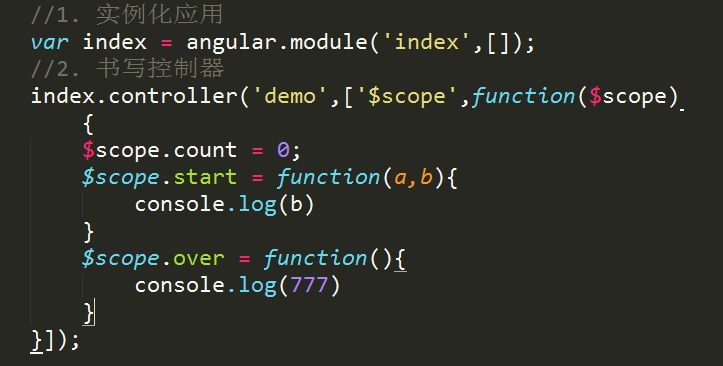 //1. 实例化应用
var index = angular.module('index',[]);
//2. 书写控制器
index.controller('demo',['$scope',function($scope)
{
$scope.count = 0;
$scope.start = function(a,b){
console.log(b)
}
$scope.over = function(){
console.log(777)
}
}]);